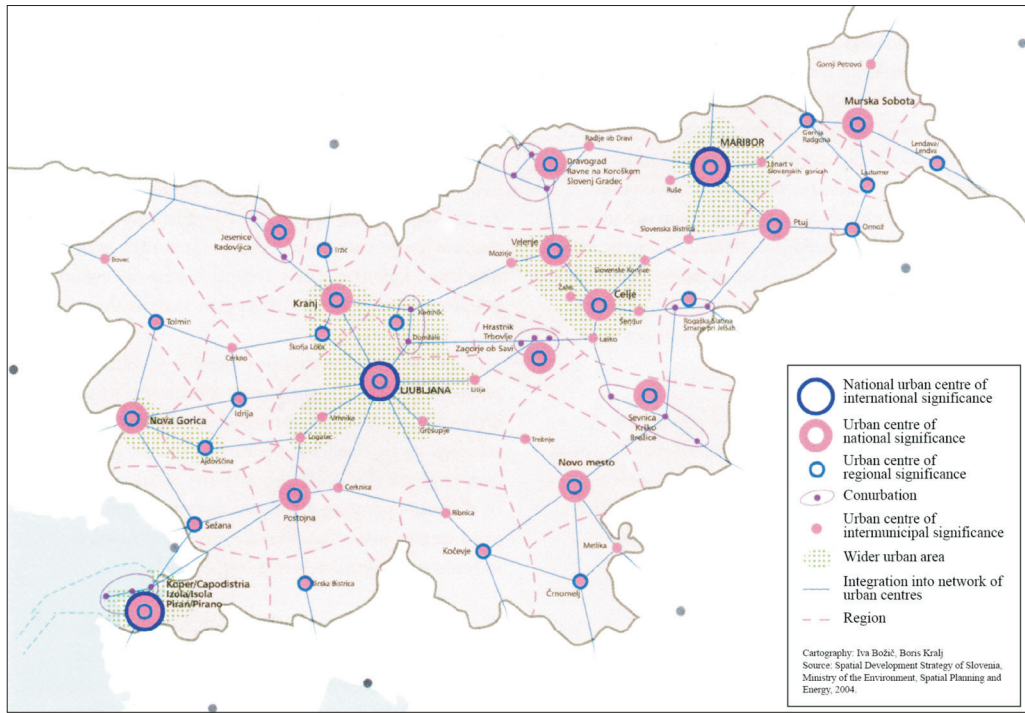 Gornji Petrovci
Murska Sobota
Gornja
Radgona
Lendava/
Lendva
MARIBOR
Radlje ob Dravi
Dravograd
Ravne na Koroškem
Slovenj Gradec
Lenart v
Slovenskih goricah
Ljutomer
Ruše
Ptuj
Ormož
Slovenska Bistrica
Jesenice
Radovljica
Tržič
Velenje
Mozirje
Slovenske Konjice
Bovec
Žalec
Celje
Kranj
Kamnik
Šentjur
Rogaška Slatina
Šmarje pri Jelšah
Tolmin
Hrastnik
Trbovlje
Zagorje ob Savi
Domžale
Laško
Škofja Loka
Cerkno
LJUBLJANA
Litija
Idrija
Sevnica
Krško
Brežice
Nova Gorica
Vrhnika
Grosuplje
Logatec
Trebnje
Ajdovščina
Novo mesto
Cerknica
Postojna
Ribnica
Sežana
Kočevje
Metlika
Koper/Capodistria
Izola/Isola
Piran/Pirano
Ilirska Bistrica
Črnomelj
National urban centre of
international significance
Urban centre of
national significance
Urban centre of
regional significance
Conurbation
Urban centre of
intermunicipal significance
Wider urban area
Integration into network of
urban centres
Region
Cartography: Iva Božič, Boris Kralj
Source: Spatial Development Strategy of Slovenia,
Ministry of the Environment, Spatial Planning and
Energy, 2004.